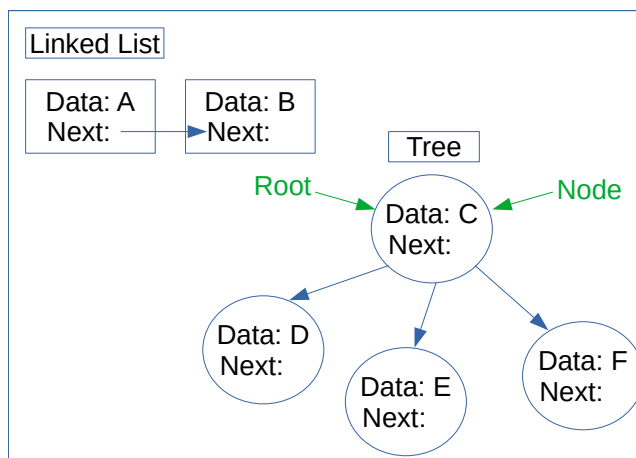 Linked List
Data: A
Next:
Data: B
Next:
Tree
Root
Node
Data: C
Next:
Data: D
Next:
Data: E
Next:
Data: F
Next: